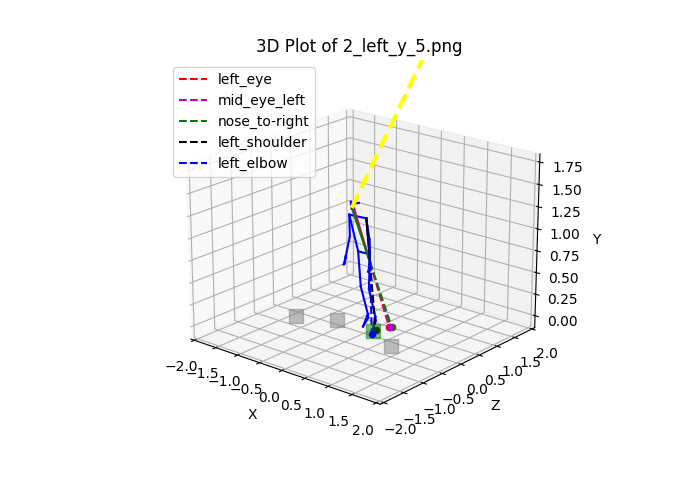 3D Plot of 2_left_y_5.png
left_eye
mid_eye_left
nose_to-right
left_shoulder
left_elbow
1.75
1.50
1.25
1.00
0.75
0.50
0.25
0.00
Y
−2.0
−1.5
−1.0
−0.5
0.0
0.5
1.0
1.5
2.0
X
−2.0
−1.5
−1.0
−0.5
0.0
0.5
1.0
1.5
2.0
Z